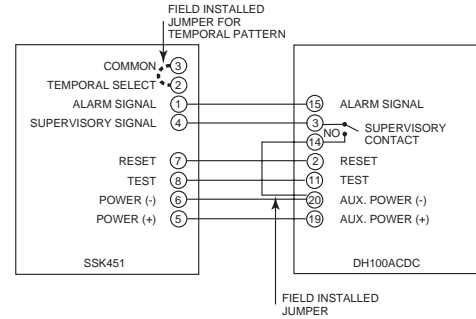 FIELD INSTALLED
JUMPER FOR
TEMPORAL PATTERN
COMMON 3
TEMPORAL SELECT 2
ALARM SIGNAL 1 15 ALARM SIGNAL
SUPERVISORY SIGNAL 4 3 SUPERVISORY
NO CONTACT
14
RESET 7 2 RESET
TEST 8 11 TEST
POWER (-) 6 20 AUX. POWER (-)
POWER (+) 5 19 AUX. POWER (+)
SSK451 DH100ACDC
FIELD INSTALLED
JUMPER